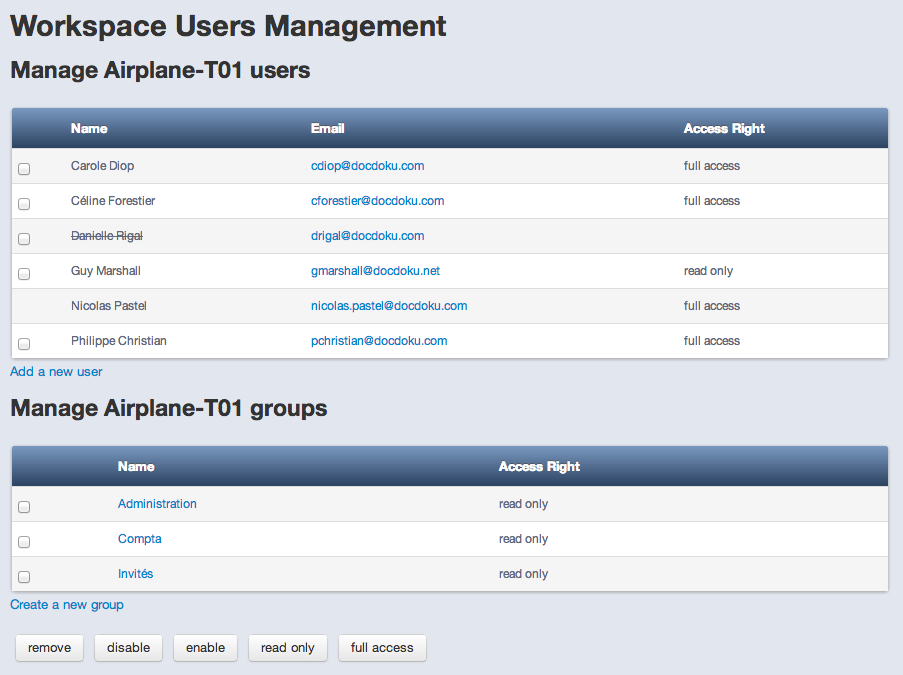 Workspace Users Management
Manage Airplane-T01 users
Name Email Access Right
Carole Diop cdiop@docdoku.com full access
Céline Forestier cforestier@docdoku.com full access
Danielle Rigal drigal@docdoku.com
Guy Marshall gmarshall@docdoku.net read only
Nicolas Pastel nicolas.pastel@docdoku.com full access
Philippe Christian pchristian@docdoku.com full access
Add a new user
Manage Airplane-T01 groups
Name Access Right
Administration read only
Compta read only
Invités read only
Create a new group
remove disable enable read only full access